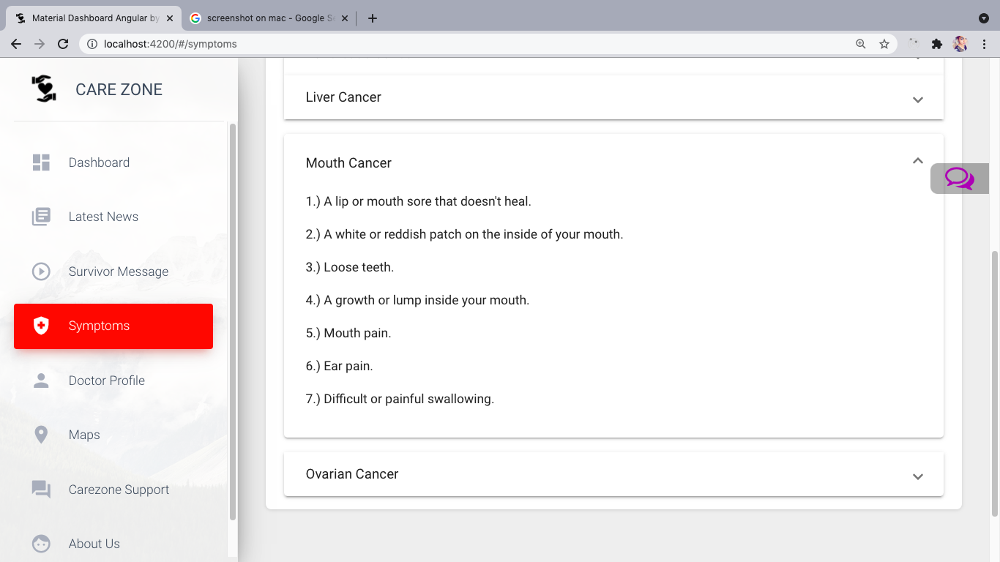 Material Dashboard Angular by
screenshot on mac - Google S
localhost:4200/#/symptoms
CARE ZONE
Dashboard
Latest News
Survivor Message
Symptoms
Doctor Profile
Maps
Carezone Support
About Us
Liver Cancer
Mouth Cancer
1.) A lip or mouth sore that doesn't heal.
2.) A white or reddish patch on the inside of your mouth.
3.) Loose teeth.
4.) A growth or lump inside your mouth.
5.) Mouth pain.
6.) Ear pain.
7.) Difficult or painful swallowing.
Ovarian Cancer